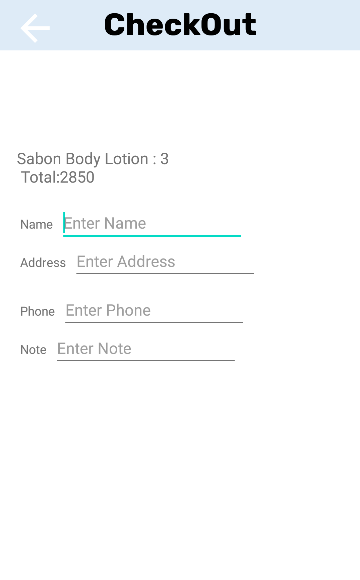 CheckOut
Sabon Body Lotion : 3
Total:2850
Name Enter Name
Address Enter Address
Phone Enter Phone
Note Enter Note